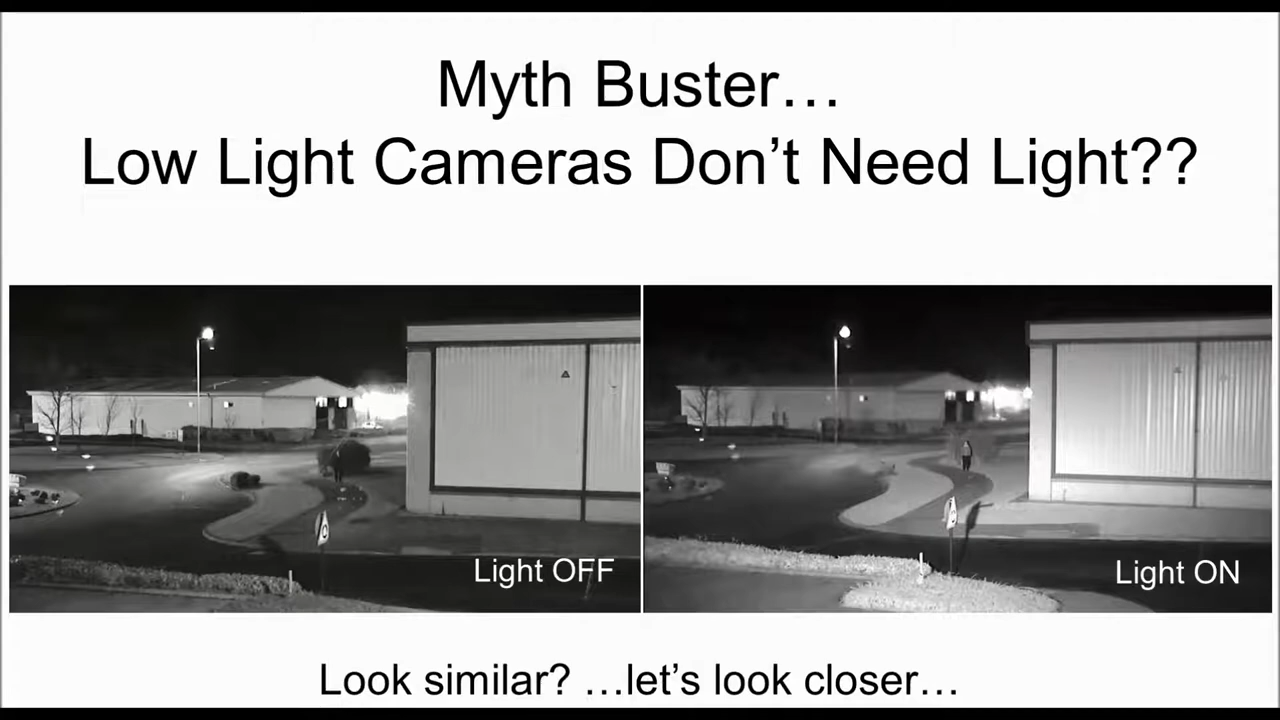 Myth Buster…
Low Light Cameras Don’t Need Light??
Light OFF
Light ON
Look similar? …let’s look closer…